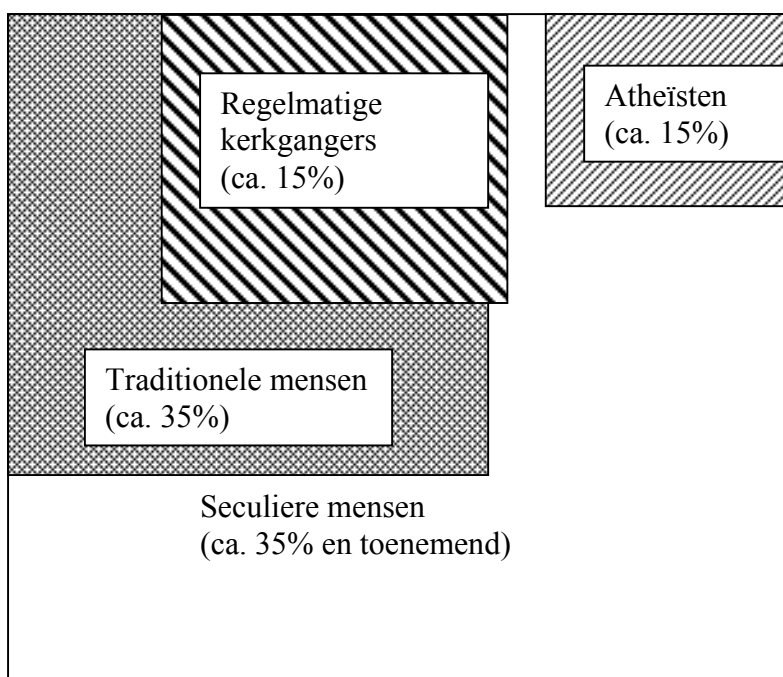 Regelmatige
kerkgangers
(ca. 15%)
Atheïsten
(ca. 15%)
Traditionele mensen
(ca. 35%)
Seculiere mensen
(ca. 35% en toenemend)